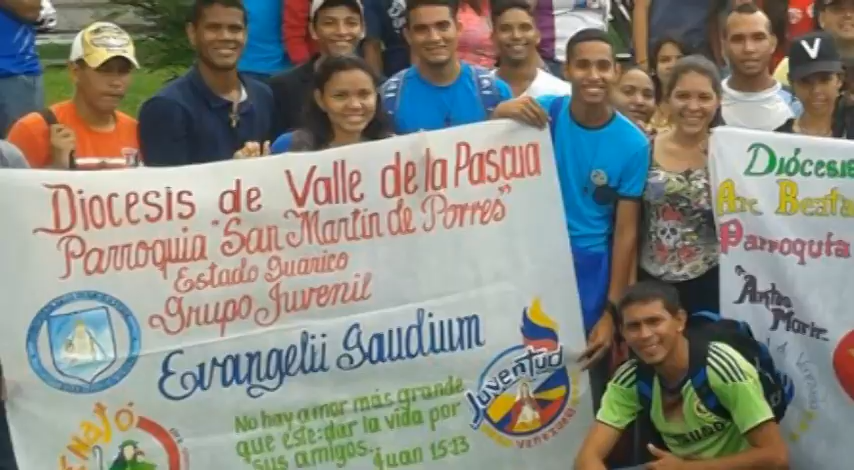 Diocesis de Valle de la Pascua
Parroquia "San Martin de Porres"
Estado Guarico
Grupo Juvenil
Evangelii Gaudium
No hay amor más grande
que este: dar la vida por
sus amigos.
Juan 15:13
Juventud
Venezuela
Diócesis
Parroquia
V